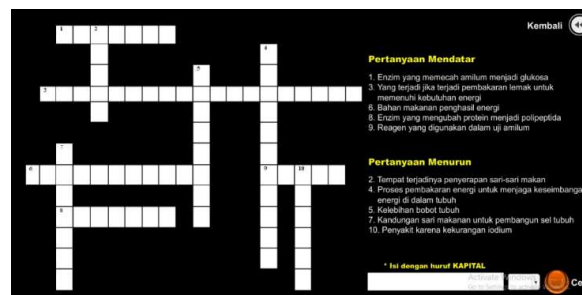 Kembali
1
2
4
5
3
7
6
9
10
8
Pertanyaan Mendatar
1. Enzim yang memecah amilum menjadi glukosa
3. Yang terjadi jika terjadi pembakaran lemak untuk
memenuhi kebutuhan energi
6. Bahan makanan penghasil energi
8. Enzim yang mengubah protein menjadi polipeptida
9. Reagen yang digunakan dalam uji amilum
Pertanyaan Menurun
2. Tempat terjadinya penyerapan sari-sari makan
4. Proses pembakaran energi untuk menjaga keseimbanga
energi di dalam tubuh
5. Kelebihan bobot tubuh
7. Kandungan sari makanan untuk pembangun sel tubuh
10. Penyakit karena kekurangan iodium
* Isi dengan huruf KAPITAL
Activate Windows
Ce